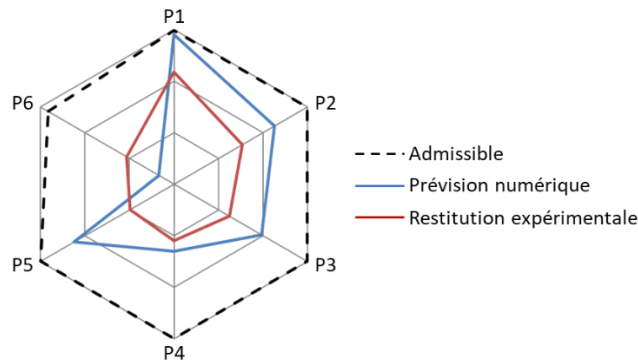 P1
P6
P2
Admissible
Prévision numérique
Restitution expérimentale
P5
P3
P4